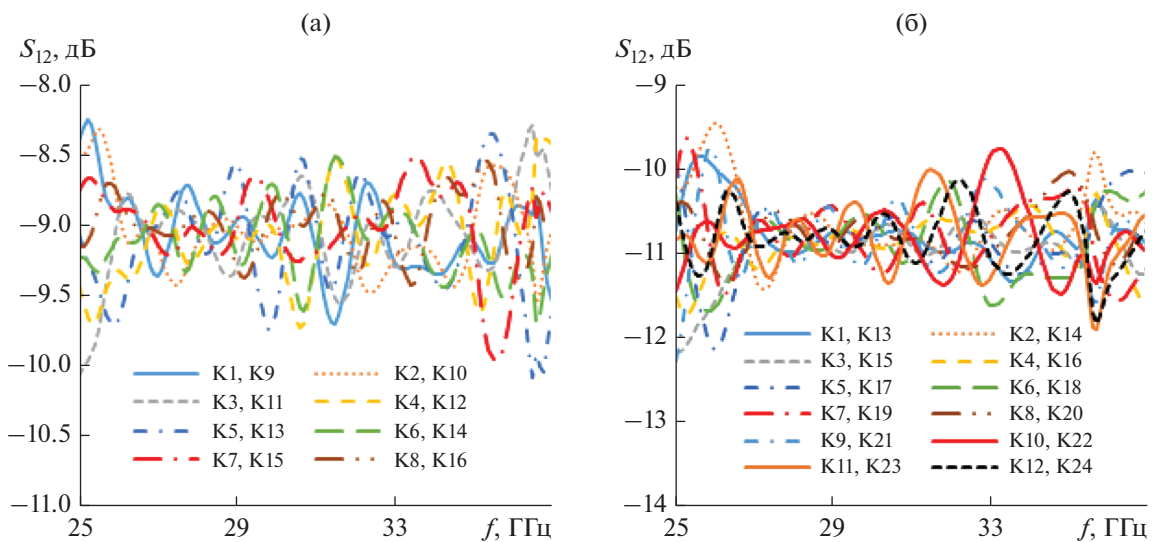 (а)
S12, дБ
−8.0
−8.5
−9.0
−9.5
−10.0
−10.5
−11.0
25
29
33
f, ГГц
K1, K9
K2, K10
K3, K11
K4, K12
K5, K13
K6, K14
K7, K15
K8, K16
(б)
S12, дБ
−9
−10
−11
−12
−13
−14
25
29
33
f, ГГц
K1, K13
K2, K14
K3, K15
K4, K16
K5, K17
K6, K18
K7, K19
K8, K20
K9, K21
K10, K22
K11, K23
K12, K24